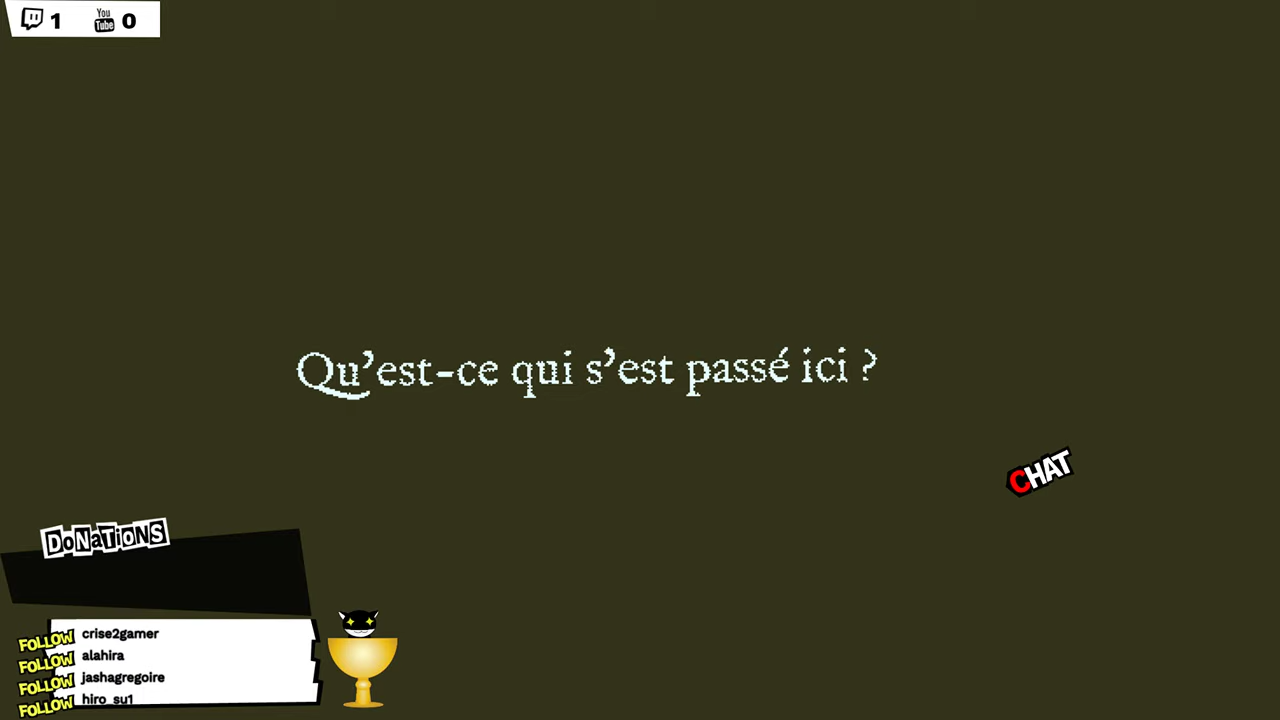 1
You Tube 0
Qu'est-ce qui s'est passé ici ?
CHAT
DONATIONS
FOLLOW crise2gamer
FOLLOW alahira
FOLLOW jashagregoire
FOLLOW hiro_su1